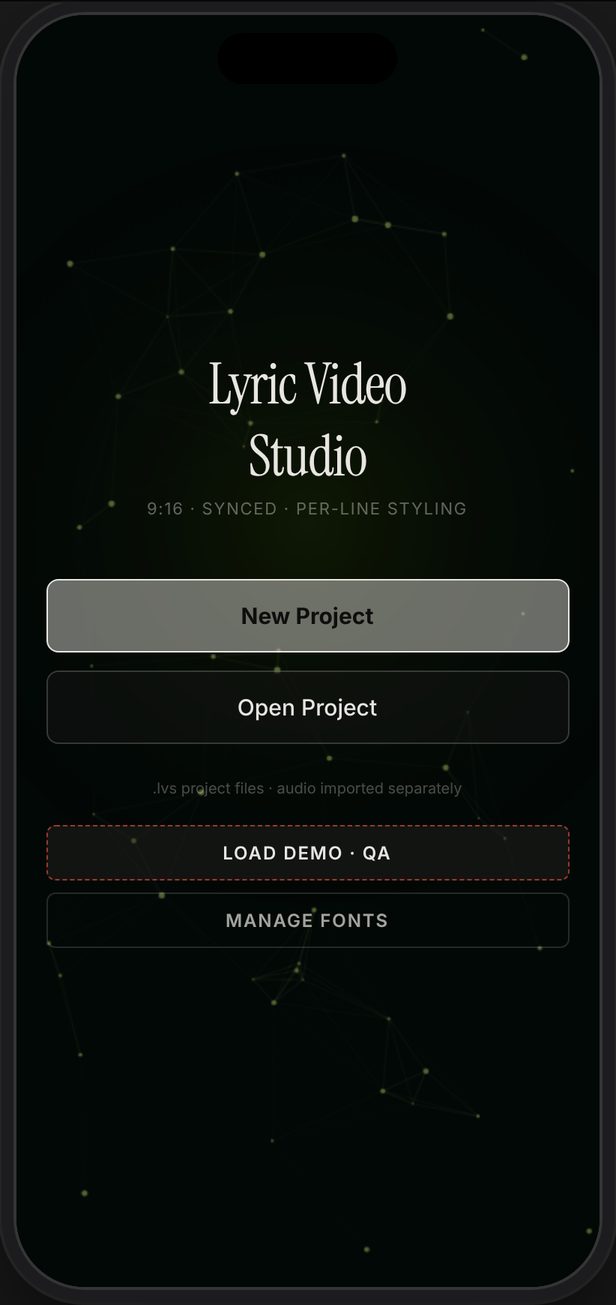 Lyric Video
Studio
9:16 · SYNCED · PER-LINE STYLING
New Project
Open Project
.lvs project files · audio imported separately
LOAD DEMO · QA
MANAGE FONTS